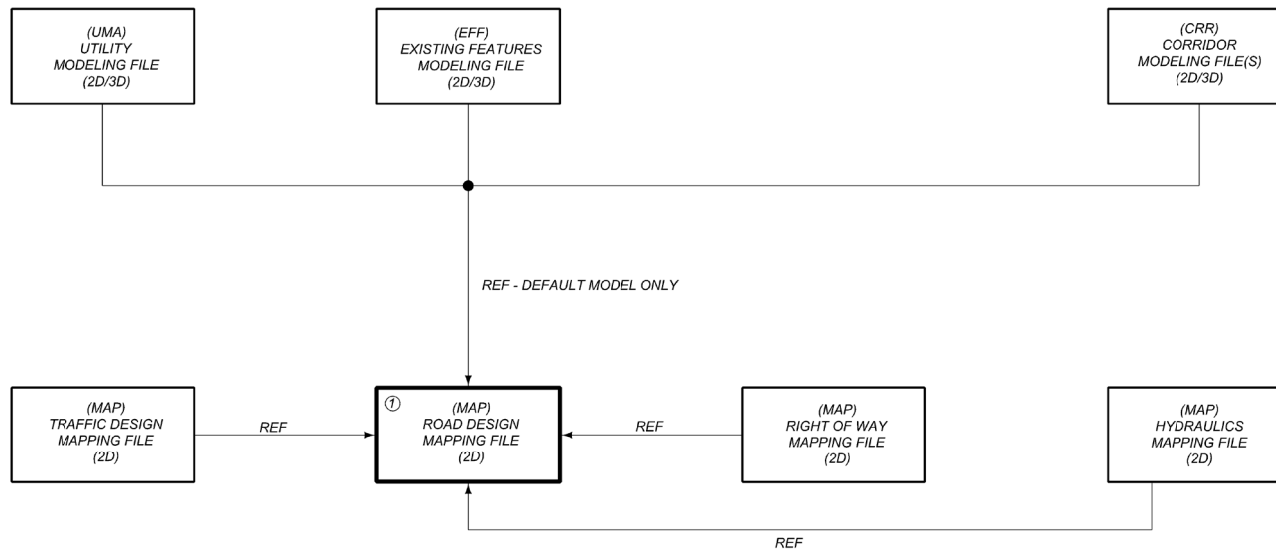 (UMA)
UTILITY
MODELING FILE
(2D/3D)
(EFF)
EXISTING FEATURES
MODELING FILE
(2D/3D)
(CRR)
CORRIDOR
MODELING FILE(S)
(2D/3D)
REF - DEFAULT MODEL ONLY
(MAP)
TRAFFIC DESIGN
MAPPING FILE
(2D)
REF
1
(MAP)
ROAD DESIGN
MAPPING FILE
(2D)
REF
(MAP)
RIGHT OF WAY
MAPPING FILE
(2D)
(MAP)
HYDRAULICS
MAPPING FILE
(2D)
REF